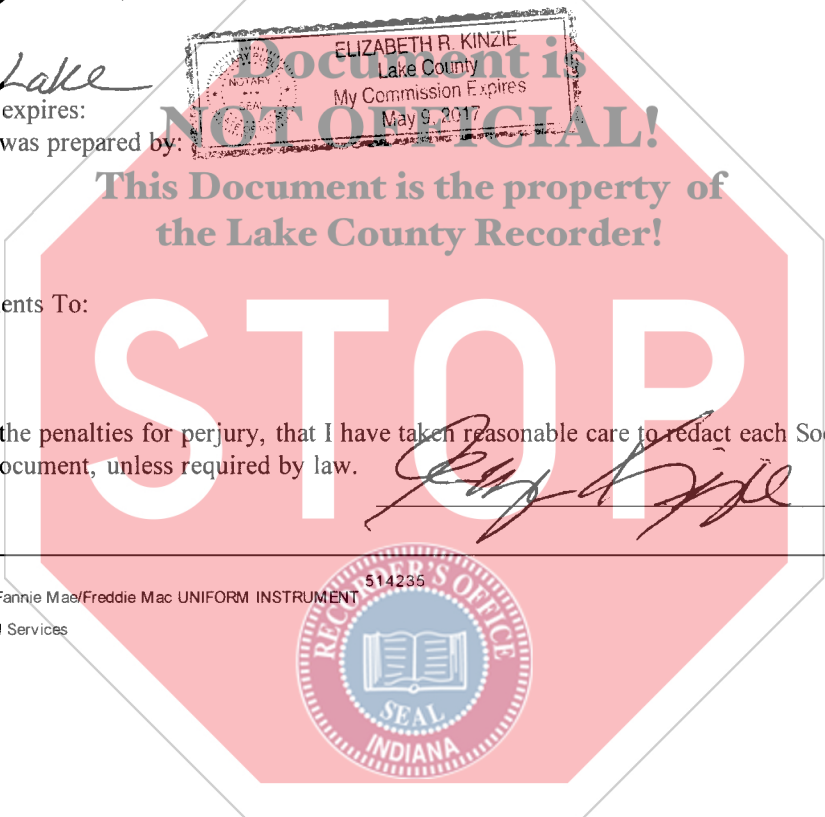 ELIZABETH R. KINZIE
Lake County
My Commission Expires
May 9, 2017
NOTARY
SEAL
Lake
expires:
was prepared by:
Document is
NOT OFFICIAL!
This Document is the property of
the Lake County Recorder!
ents To:
STOP
the penalties for perjury, that I have taken reasonable care to redact each Soc
ocument, unless required by law.
514235
Fannie Mae/Freddie Mac UNIFORM INSTRUMENT
Services
RECORDER'S OFFICE
SEAL
INDIANA